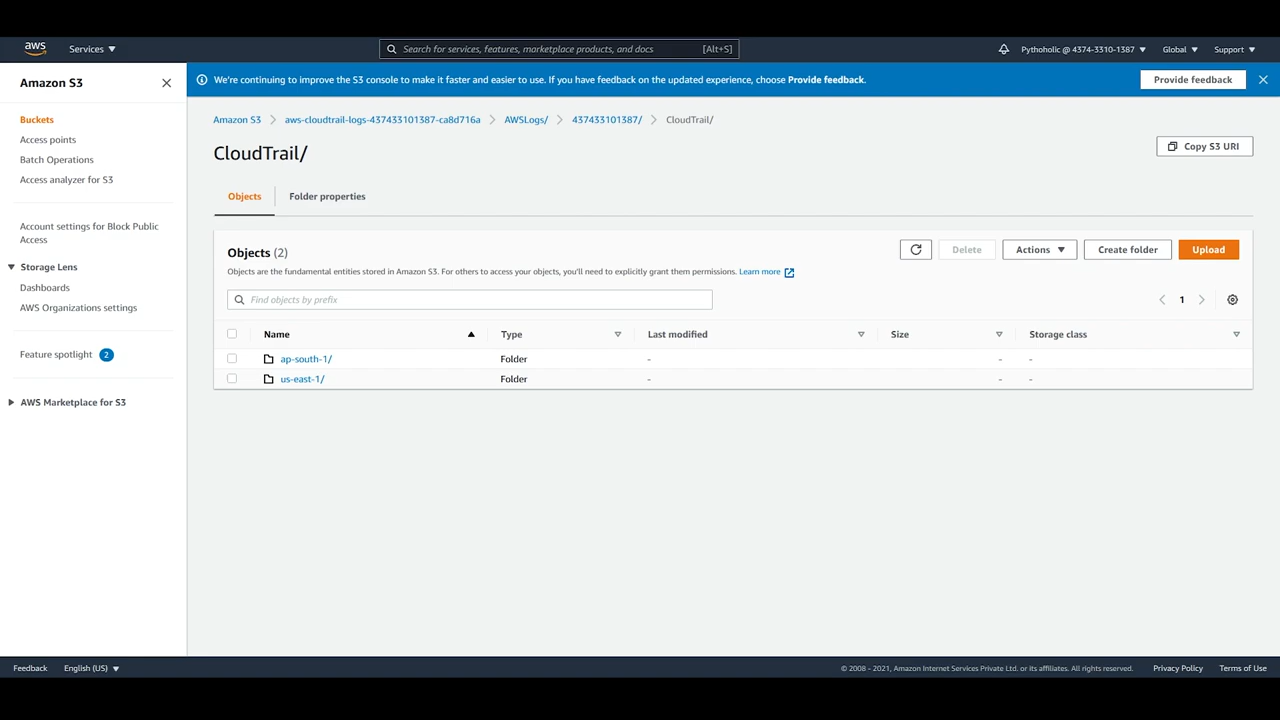 aws Services Search for services, features, marketplace products, and docs [Alt+S] Pythoholic @ 4374-3310-1387 Global Support
Amazon S3
We're continuing to improve the S3 console to make it faster and easier to use. If you have feedback on the updated experience, choose Provide feedback. Provide feedback
Buckets
Access points
Batch Operations
Access analyzer for S3
Account settings for Block Public
Access
Storage Lens
Dashboards
AWS Organizations settings
Feature spotlight 2
AWS Marketplace for S3
Amazon S3 aws-cloudtrail-logs-437433101387-ca8d716a AWSLogs/ 437433101387/ CloudTrail/
CloudTrail/ Copy S3 URI
Objects Folder properties
Objects (2) Delete Actions Create folder Upload
Objects are the fundamental entities stored in Amazon S3. For others to access your objects, you'll need to explicitly grant them permissions. Learn more
Find objects by prefix 1
Name Type Last modified Size Storage class
ap-south-1/ Folder - - -
us-east-1/ Folder - - -
Feedback English (US) © 2008 - 2021, Amazon Internet Services Private Ltd. or its affiliates. All rights reserved. Privacy Policy Terms of Use